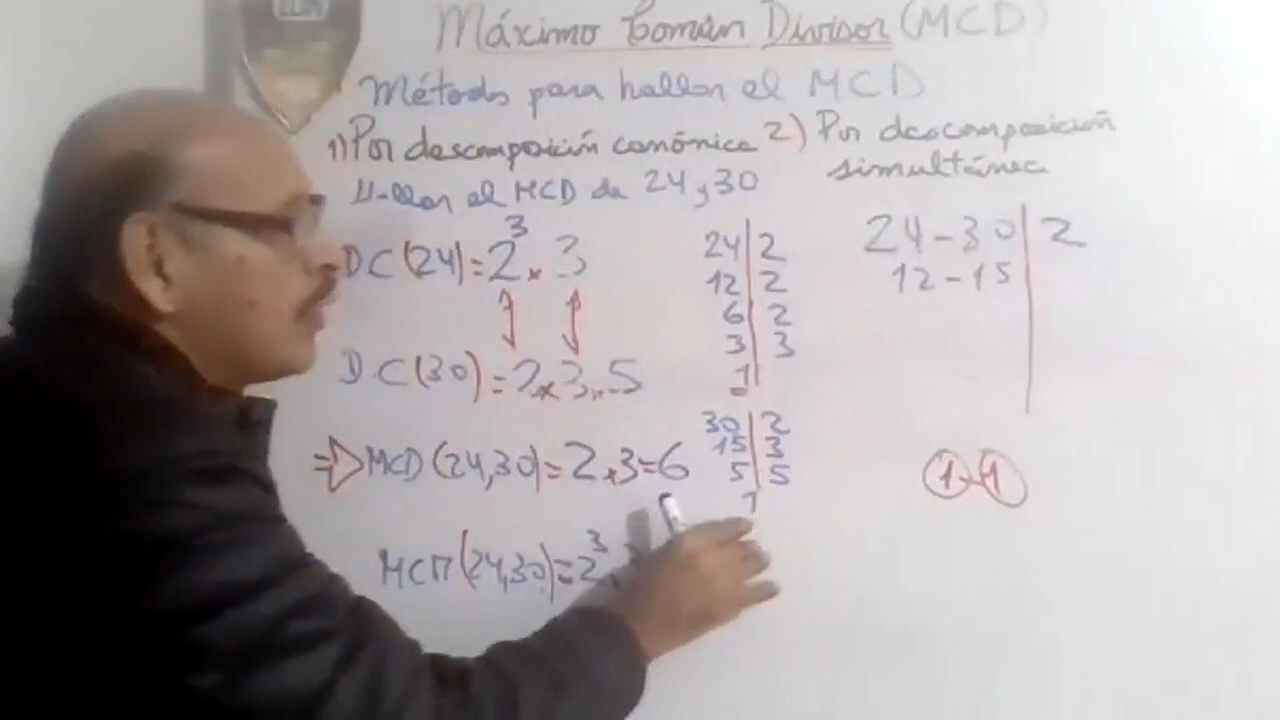 Máximo Común Divisor (MCD)
Métodos para hallar el MCD
1) Por descomposición canónica
Hallar el MCD de 24 y 30
DC(24) = 2³ × 3
DC(30) = 2 × 3 × 5
⇒ MCD (24,30) = 2 × 3 = 6
MCM (24,30) = 2³
24 | 2
12 | 2
6 | 2
3 | 3
1
30 | 2
15 | 3
5 | 5
1
2) Por descomposición
simultánea
24 - 30 | 2
12 - 15
1 - 1